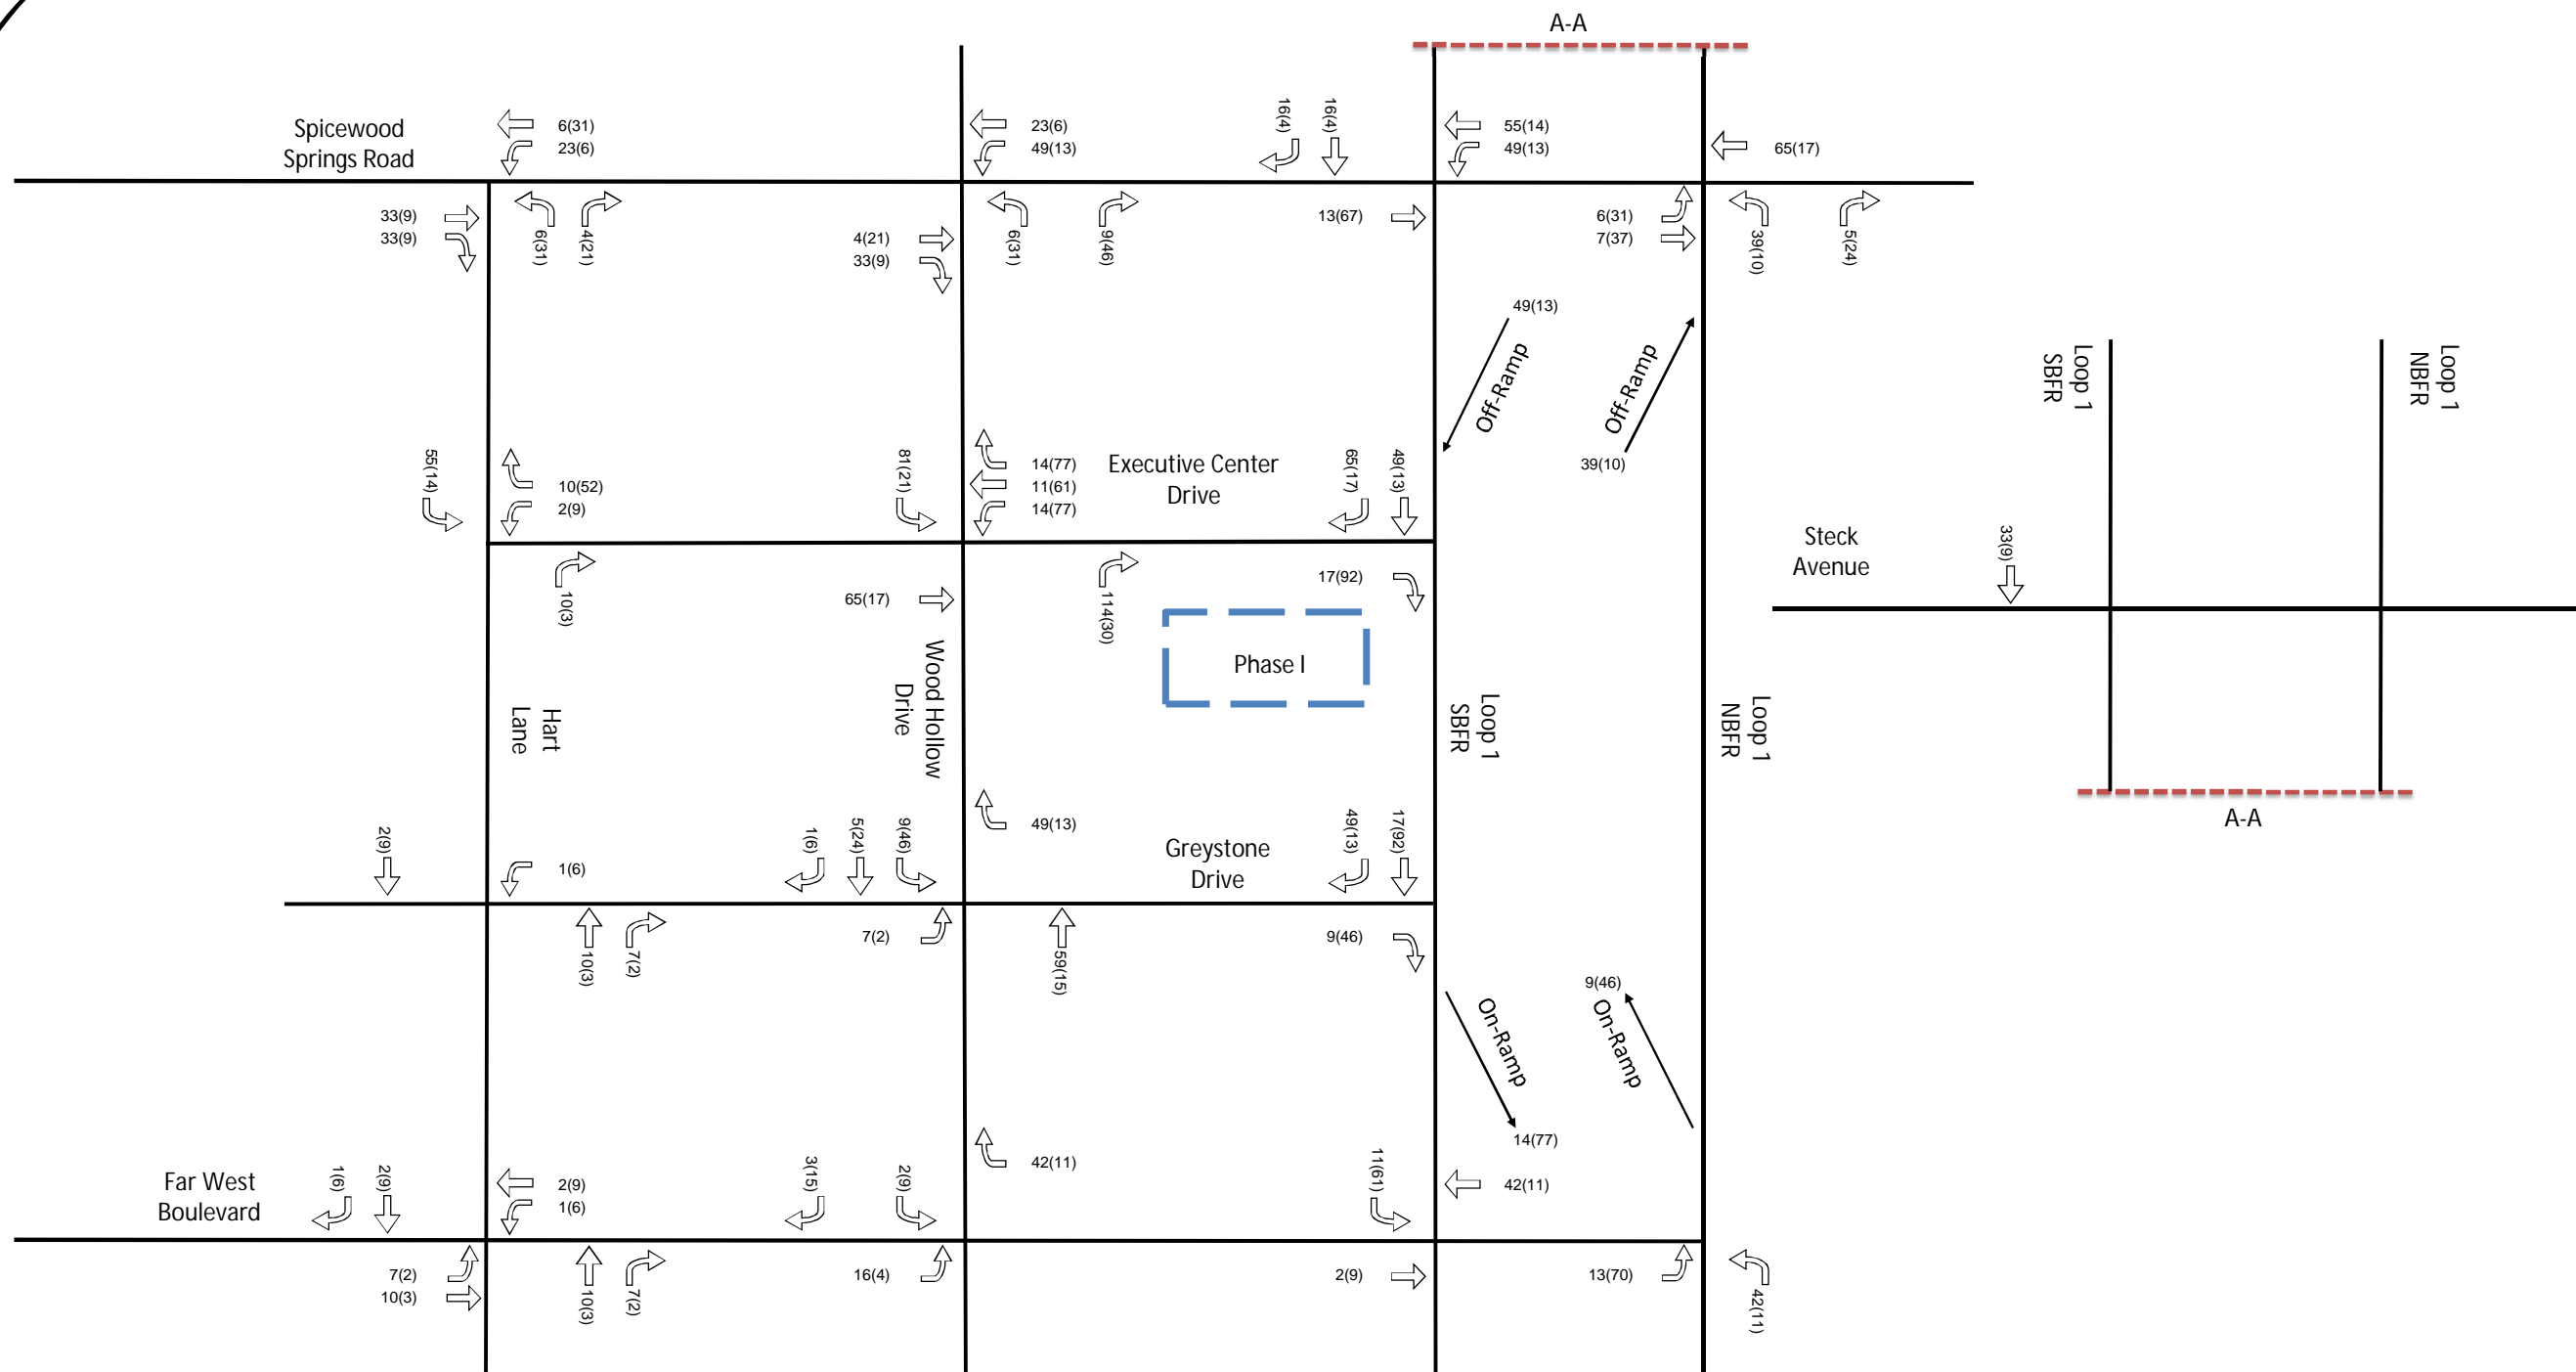 A-A
Spicewood
Springs Road
6(31)
23(6)
23(6)
49(13)
16(4)
16(4)
55(14)
49(13)
65(17)
33(9)
33(9)
6(31)
4(21)
4(21)
33(9)
6(31)
9(46)
13(67)
6(31)
7(37)
39(10)
5(24)
49(13)
Off-Ramp
Off-Ramp
39(10)
Loop 1
SBFR
Loop 1
NBFR
55(14)
10(52)
2(9)
81(21)
14(77)
11(61)
14(77)
Executive Center
Drive
65(17)
49(13)
Steck
Avenue
33(9)
10(3)
65(17)
114(30)
17(92)
Phase I
Hart
Lane
Wood Hollow
Drive
Loop 1
SBFR
Loop 1
NBFR
A-A
2(9)
1(6)
1(6)
5(24)
9(46)
49(13)
Greystone
Drive
49(13)
17(92)
10(3)
7(2)
7(2)
59(15)
9(46)
On-Ramp
14(77)
9(46)
On-Ramp
Far West
Boulevard
1(6)
2(9)
2(9)
1(6)
3(15)
2(9)
42(11)
11(61)
42(11)
7(2)
10(3)
10(3)
7(2)
16(4)
2(9)
13(70)
42(11)